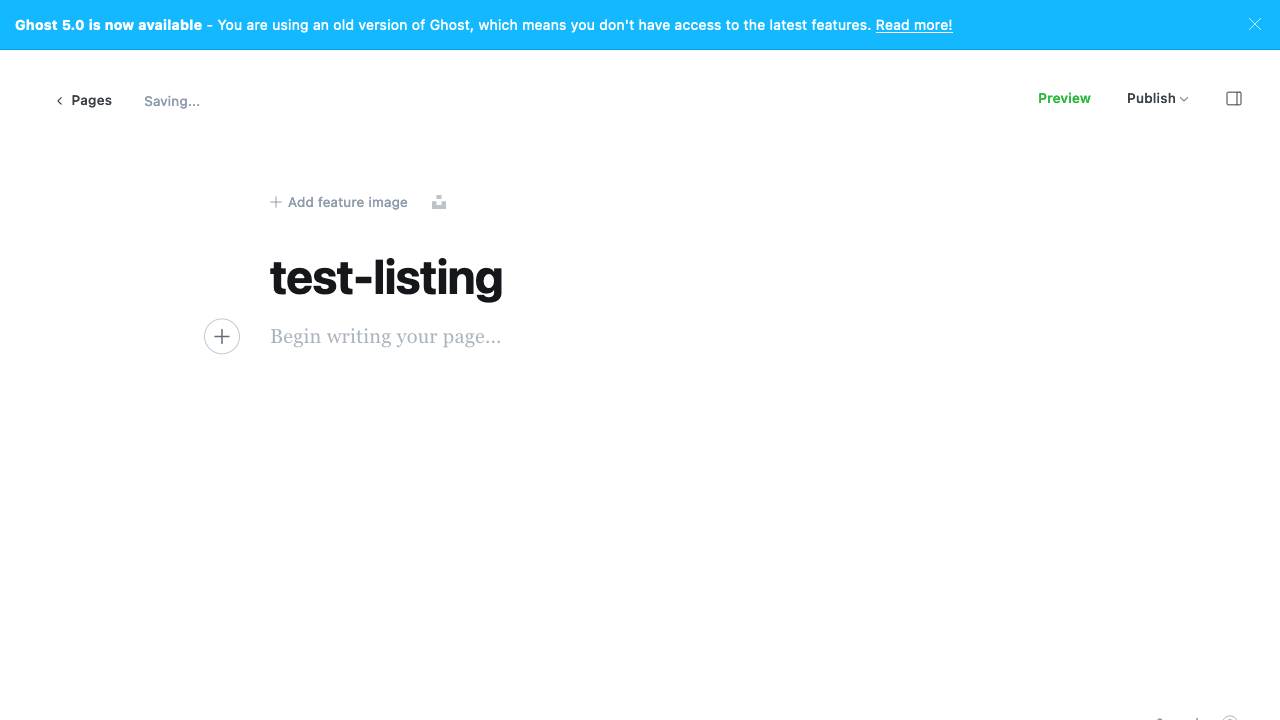 Ghost 5.0 is now available - You are using an old version of Ghost, which means you don't have access to the latest features. Read more!
Pages Saving... Preview Publish
Add feature image
test-listing
Begin writing your page...